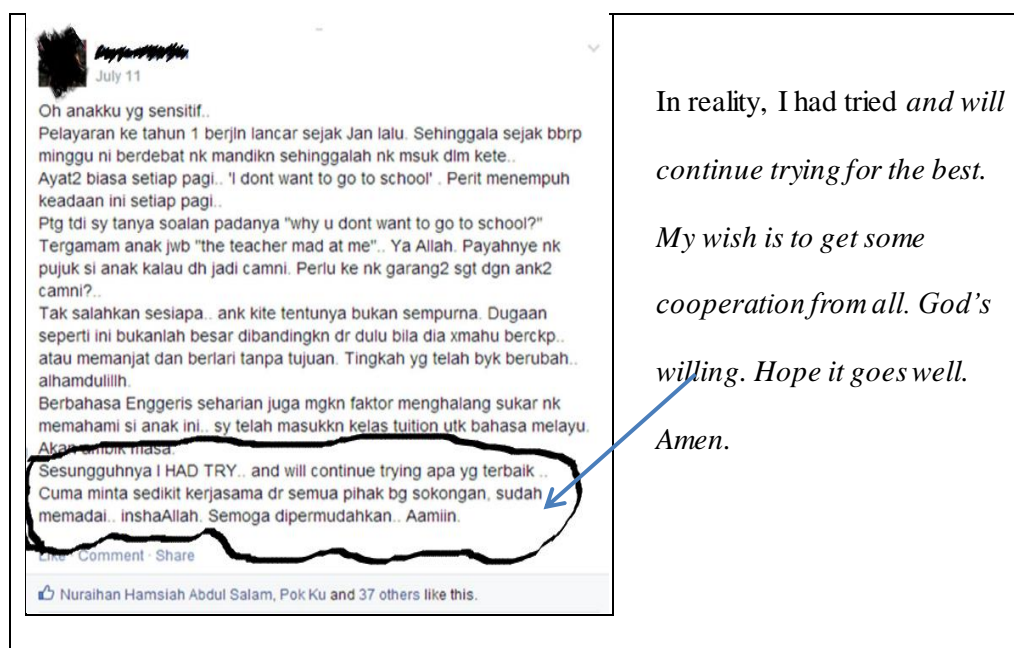 July 11
Oh anakku yg sensitif..
Pelayaran ke tahun 1 berjln lancar sejak Jan lalu. Sehinggala sejak bbrp
minggu ni berdebat nk mandikn sehinggalah nk msuk dlm kete..
Ayat2 biasa setiap pagi.. 'I dont want to go to school' . Perit menempuh
keadaan ini setiap pagi..
Ptg tdi sy tanya soalan padanya "why u dont want to go to school?"
Tergamam anak jwb "the teacher mad at me".. Ya Allah. Payahnye nk
pujuk si anak kalau dh jadi camni. Perlu ke nk garang2 sgt dgn ank2
camni?..
Tak salahkan sesiapa.. ank kite tentunya bukan sempurna. Dugaan
seperti ini bukanlah besar dibandingkn dr dulu bila dia xmahu berckp..
atau memanjat dan berlari tanpa tujuan. Tingkah yg telah byk berubah..
alhamdulillh.
Berbahasa Enggeris seharian juga mgkn faktor menghalang sukar nk
memahami si anak ini.. sy telah masukkn kelas tuition utk bahasa melayu.
Akan ambik masa.
Sesungguhnya I HAD TRY.. and will continue trying apa yg terbaik ..
Cuma minta sedikit kerjasama dr semua pihak bg sokongan, sudah
memadai.. inshaAllah. Semoga dipermudahkan.. Aamiin.
Like · Comment · Share
Nuraihan Hamsiah Abdul Salam, Pok Ku and 37 others like this.
In reality, I had tried and will
continue trying for the best.
My wish is to get some
cooperation from all. God's
willing. Hope it goes well.
Amen.